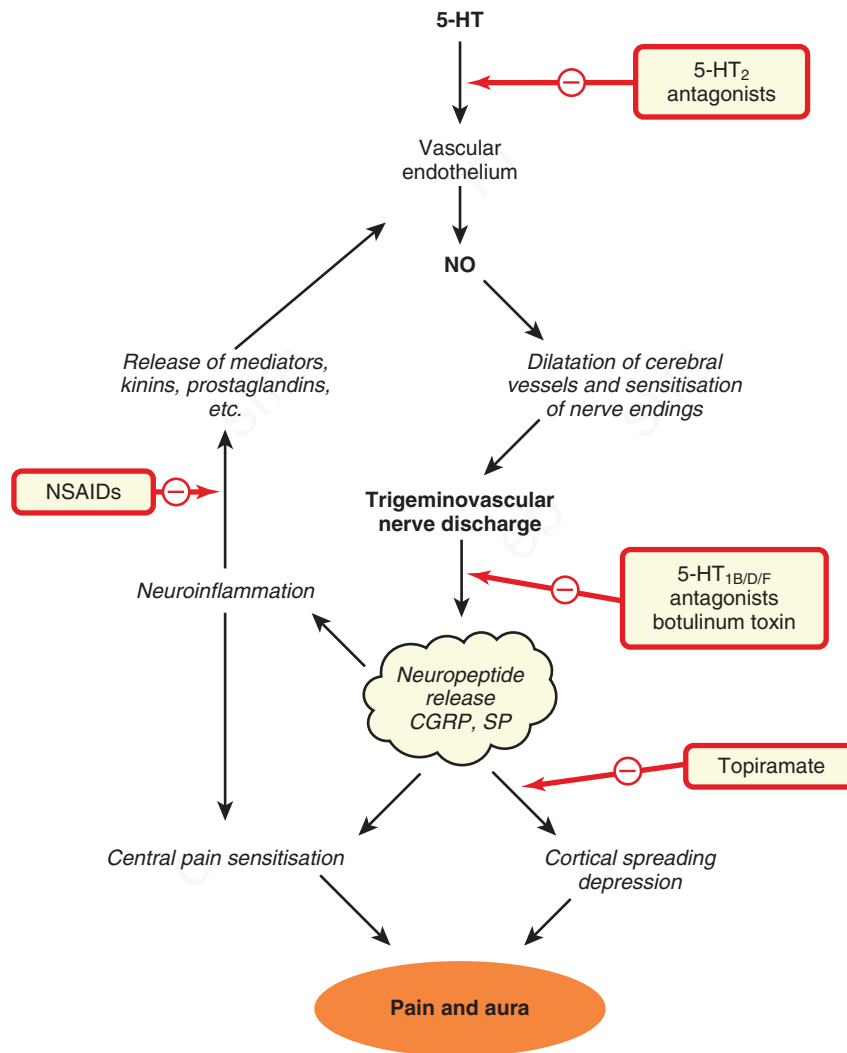 5-HT
5-HT₂
antagonists
Vascular
endothelium
NO
Release of mediators,
kinins, prostaglandins,
etc.
Dilatation of cerebral
vessels and sensitisation
of nerve endings
NSAIDs
Trigeminovascular
nerve discharge
Neuroinflammation
5-HT1B/D/F
antagonists
botulinum toxin
Neuropeptide
release
CGRP, SP
Topiramate
Central pain sensitisation
Cortical spreading
depression
Pain and aura